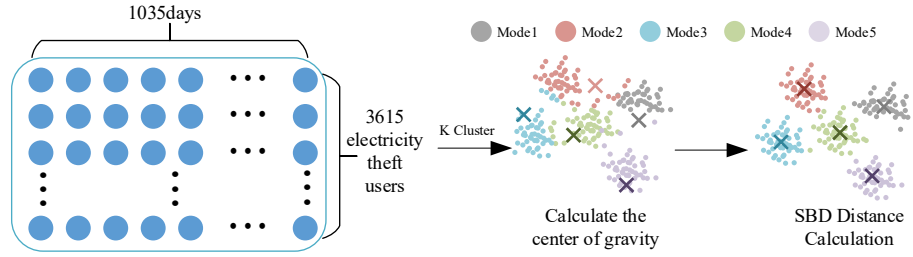 1035days
3615
electricity
theft
users
K Cluster
Mode1 Mode2 Mode3 Mode4 Mode5
Calculate the
center of gravity
SBD Distance
Calculation